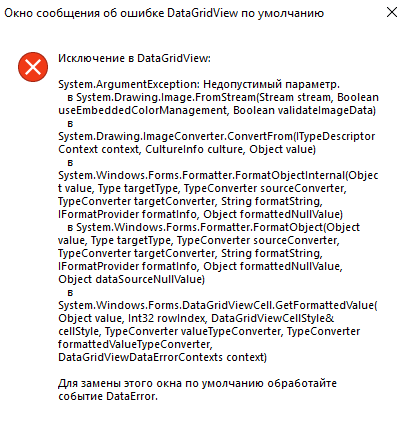 Окно сообщения об ошибке DataGridView по умолчанию
Исключение в DataGridView:
System.ArgumentException: Недопустимый параметр.
в System.Drawing.Image.FromStream(Stream stream, Boolean
useEmbeddedColorManagement, Boolean validateImageData)
в
System.Drawing.ImageConverter.ConvertFrom(ITypeDescriptor
Context context, CultureInfo culture, Object value)
в
System.Windows.Forms.Formatter.FormatObjectInternal(Objec
t value, Type targetType, TypeConverter sourceConverter,
TypeConverter targetConverter, String formatString,
IFormatProvider formatInfo, Object formattedNullValue)
в System.Windows.Forms.Formatter.FormatObject(Object
value, Type targetType, TypeConverter sourceConverter,
TypeConverter targetConverter, String formatString,
IFormatProvider formatInfo, Object formattedNullValue,
Object dataSourceNullValue)
в
System.Windows.Forms.DataGridViewCell.GetFormattedValue(
Object value, Int32 rowIndex, DataGridViewCellStyle&
cellStyle, TypeConverter valueTypeConverter, TypeConverter
formattedValueTypeConverter,
DataGridViewDataErrorContexts context)
Для замены этого окна по умолчанию обработайте
событие DataError.